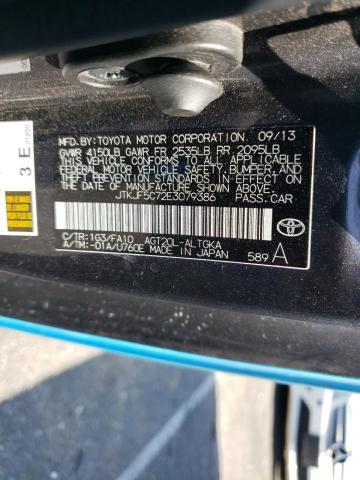 MFD.BY:TOYOTA MOTOR CORPORATION 09/13
GVWR 4150LB GAWR FR 2535LB RR 2095LB
THIS VEHICLE CONFORMS TO ALL APPLICABLE
FEDERAL MOTOR VEHICLE SAFETY, BUMPER, AND
THEFT PREVENTION STANDARDS IN EFFECT ON
THE DATE OF MANUFACTURE SHOWN ABOVE.
JTKJF5C72E3079386 PASS.CAR
C/TR:1G3/FA10 AGT20L-ALTGKA
A/TM:-01A/U760E MADE IN JAPAN 589 A
3 E